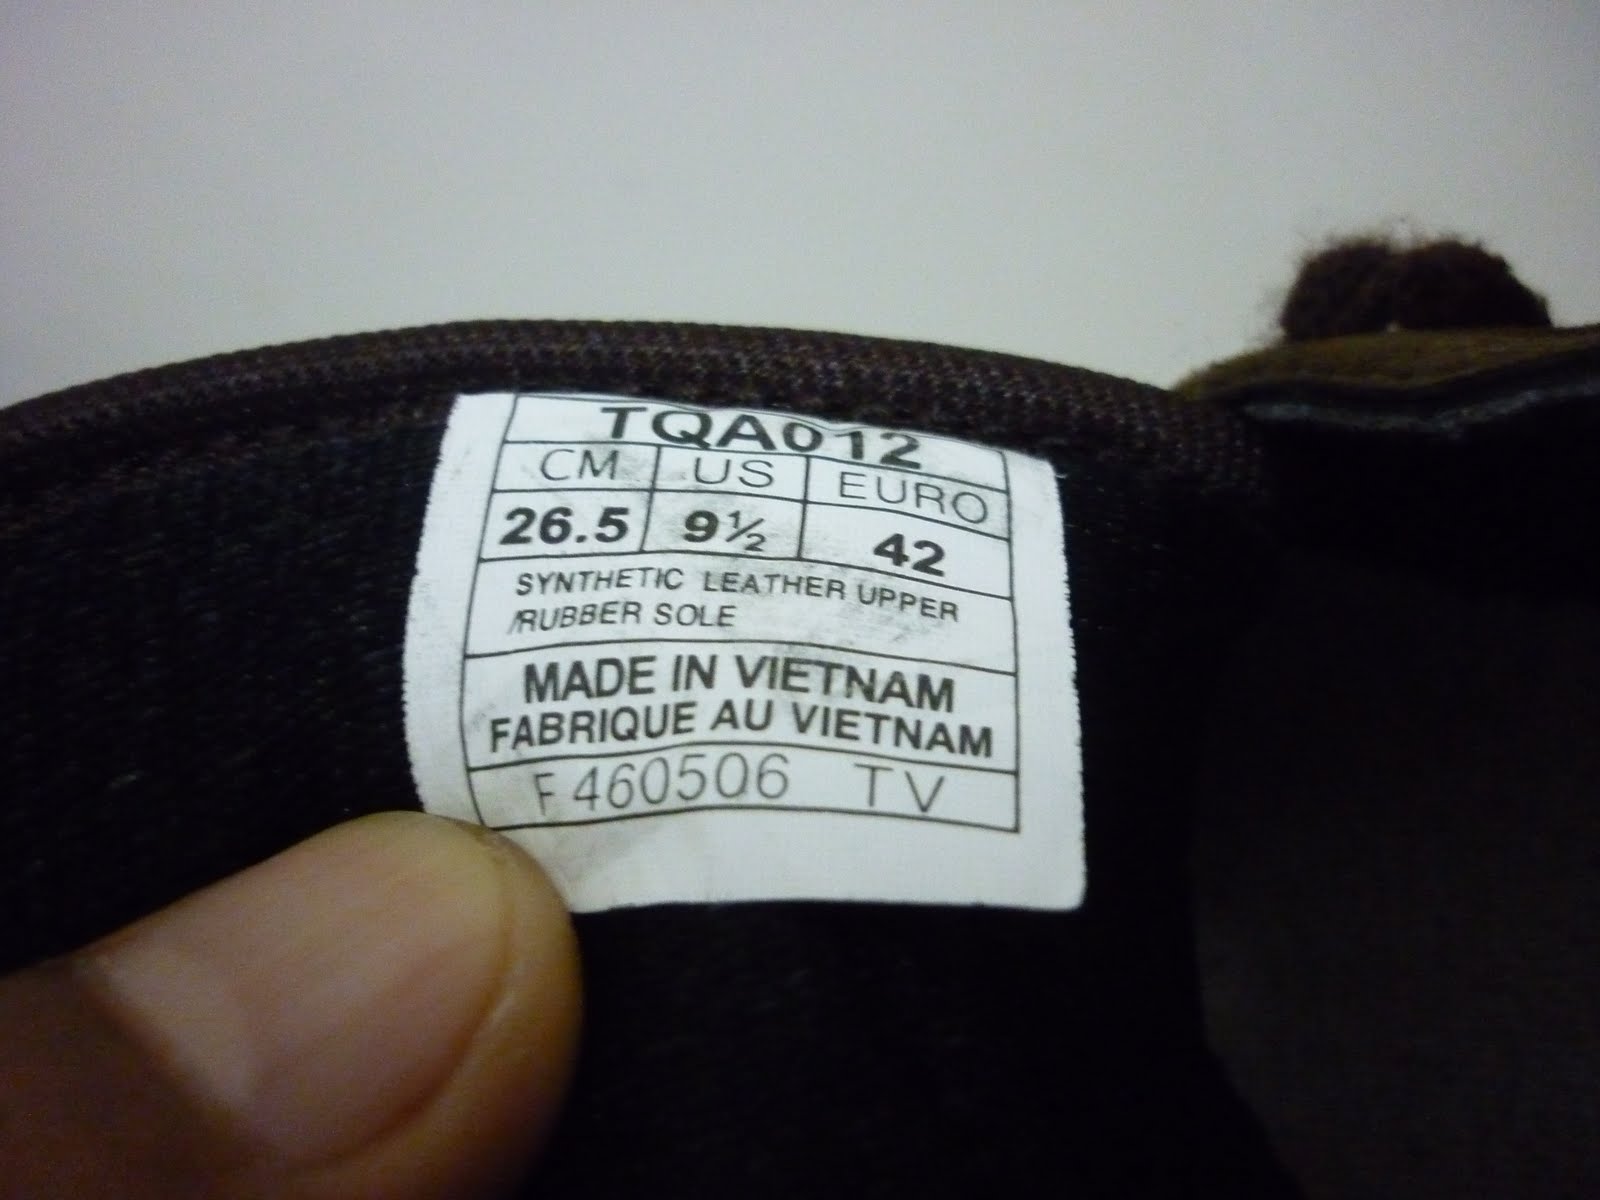 TQA012
CM US EURO
26.5 9½ 42
SYNTHETIC LEATHER UPPER
/RUBBER SOLE
MADE IN VIETNAM
FABRIQUE AU VIETNAM
F460506 TV